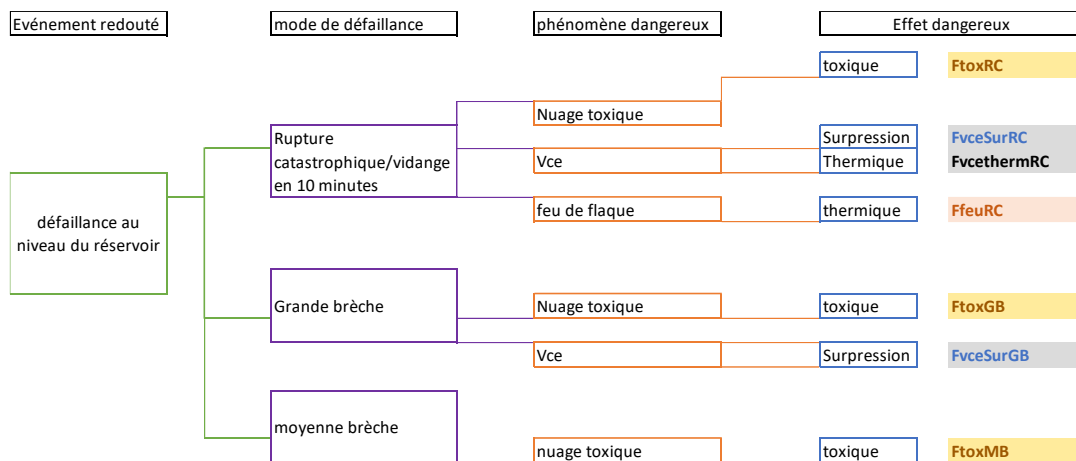 Evénement redouté
mode de défaillance
phénomène dangereux
Effet dangereux
toxique
FtoxRC
Nuage toxique
Rupture
catastrophique/vidange
en 10 minutes
Surpression
FvceSurRC
Vce
Thermique
FvcethermRC
défaillance au
niveau du réservoir
feu de flaque
thermique
FfeuRC
Grande brèche
Nuage toxique
toxique
FtoxGB
Vce
Surpression
FvceSurGB
moyenne brèche
nuage toxique
toxique
FtoxMB